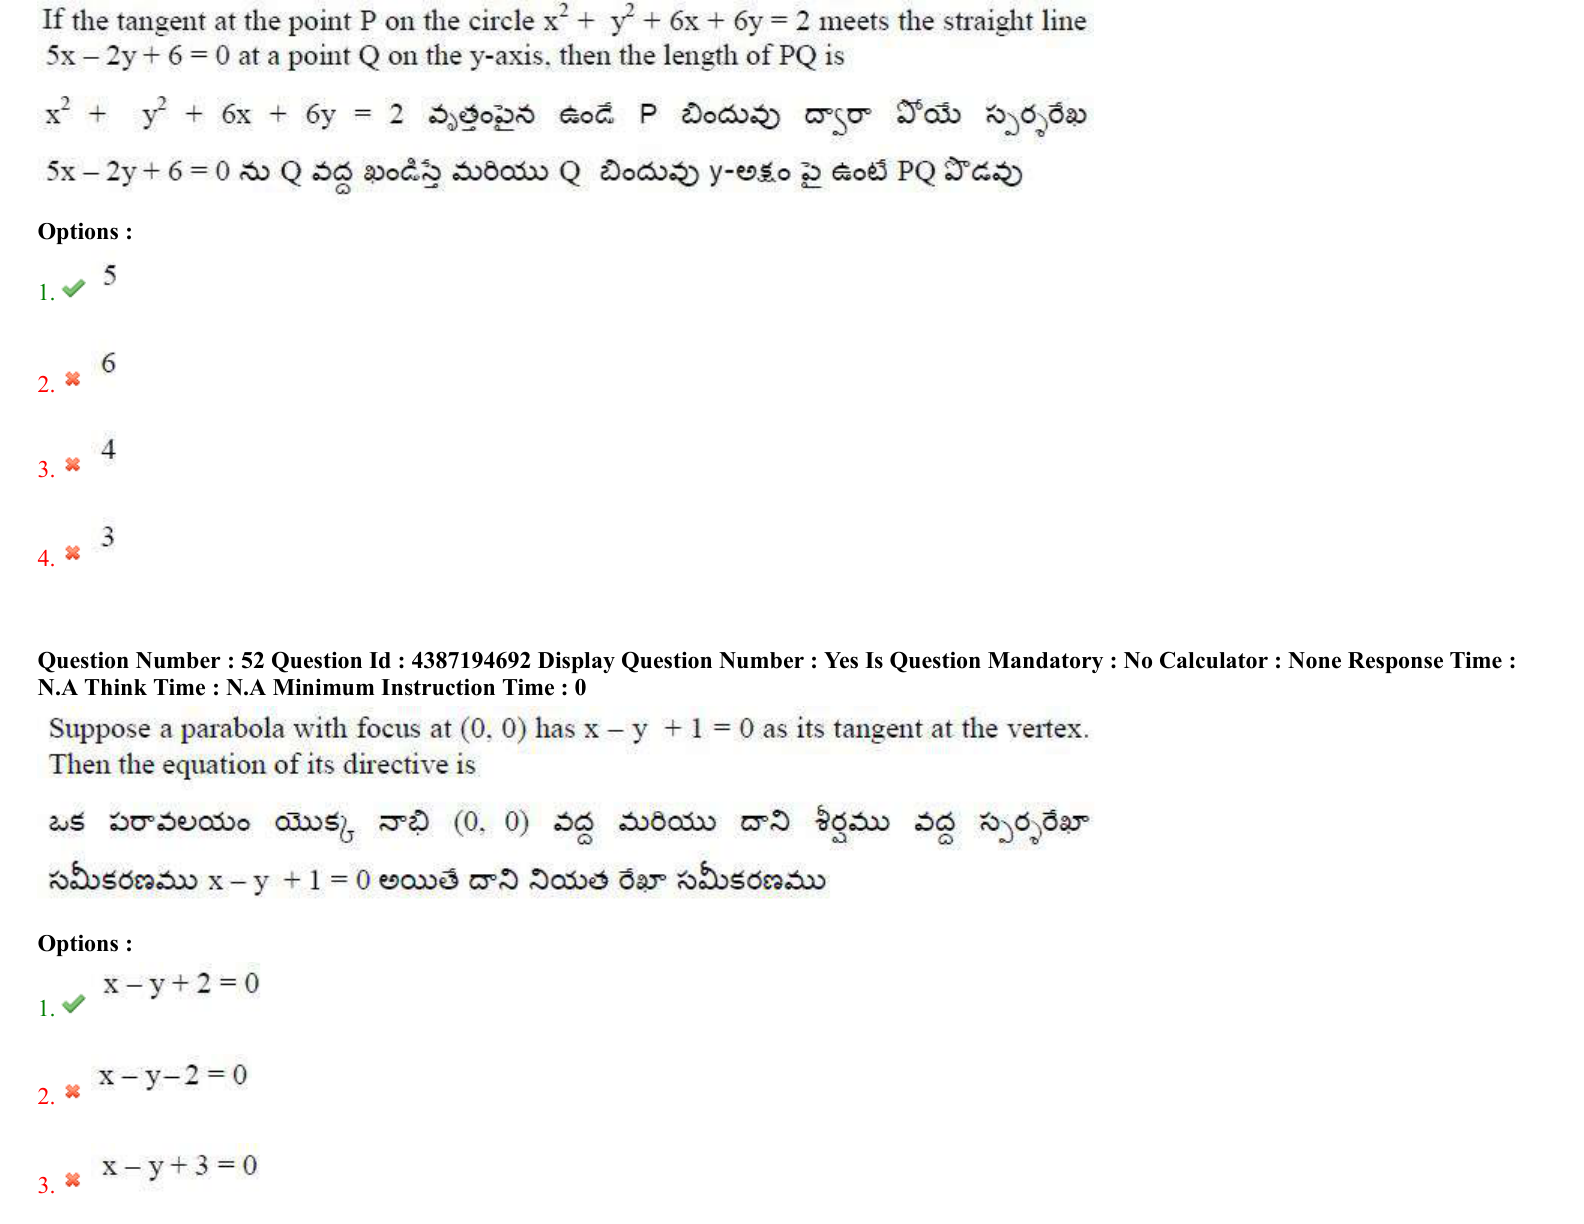 If the tangent at the point P on the circle x² + y² + 6x + 6y = 2 meets the straight line
5x – 2y + 6 = 0 at a point Q on the y-axis, then the length of PQ is
x² + y² + 6x + 6y = 2 వృత్తంపైన ఉండే P బిందువు ద్వారా పోయే స్పర్శరేఖ
5x – 2y + 6 = 0 ను Q వద్ద ఖండిస్తే మరియు Q బిందువు y-అక్షం పై ఉంటే PQ పొడవు
Options :
1. 5
2. 6
3. 4
4. 3
Question Number : 52 Question Id : 4387194692 Display Question Number : Yes Is Question Mandatory : No Calculator : None Response Time :
N.A Think Time : N.A Minimum Instruction Time : 0
Suppose a parabola with focus at (0, 0) has x – y + 1 = 0 as its tangent at the vertex.
Then the equation of its directive is
ఒక పరావలయం యొక్క నాభి (0, 0) వద్ద మరియు దాని శీర్షము వద్ద స్పర్శరేఖా
సమీకరణము x – y + 1 = 0 అయితే దాని నియత రేఖా సమీకరణము
Options :
1. x – y + 2 = 0
2. x – y – 2 = 0
3. x – y + 3 = 0